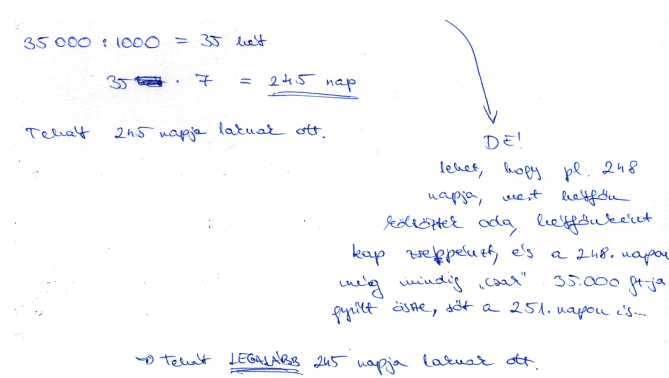 35 000 : 1000 = 35 hét
35 · 7 = 245 nap
Tehát 245 napja laknak ott.
DE!
lehet, hogy pl. 248
napja, mert hétfőn
költöztek oda, hétfőnként
kap zsebpénzt, és a 248. napon
még mindig „csak" 35.000 ft-ja
gyűlt össze, sőt a 251. napon is...
→ Tehát LEGALÁBB 245 napja laknak ott.